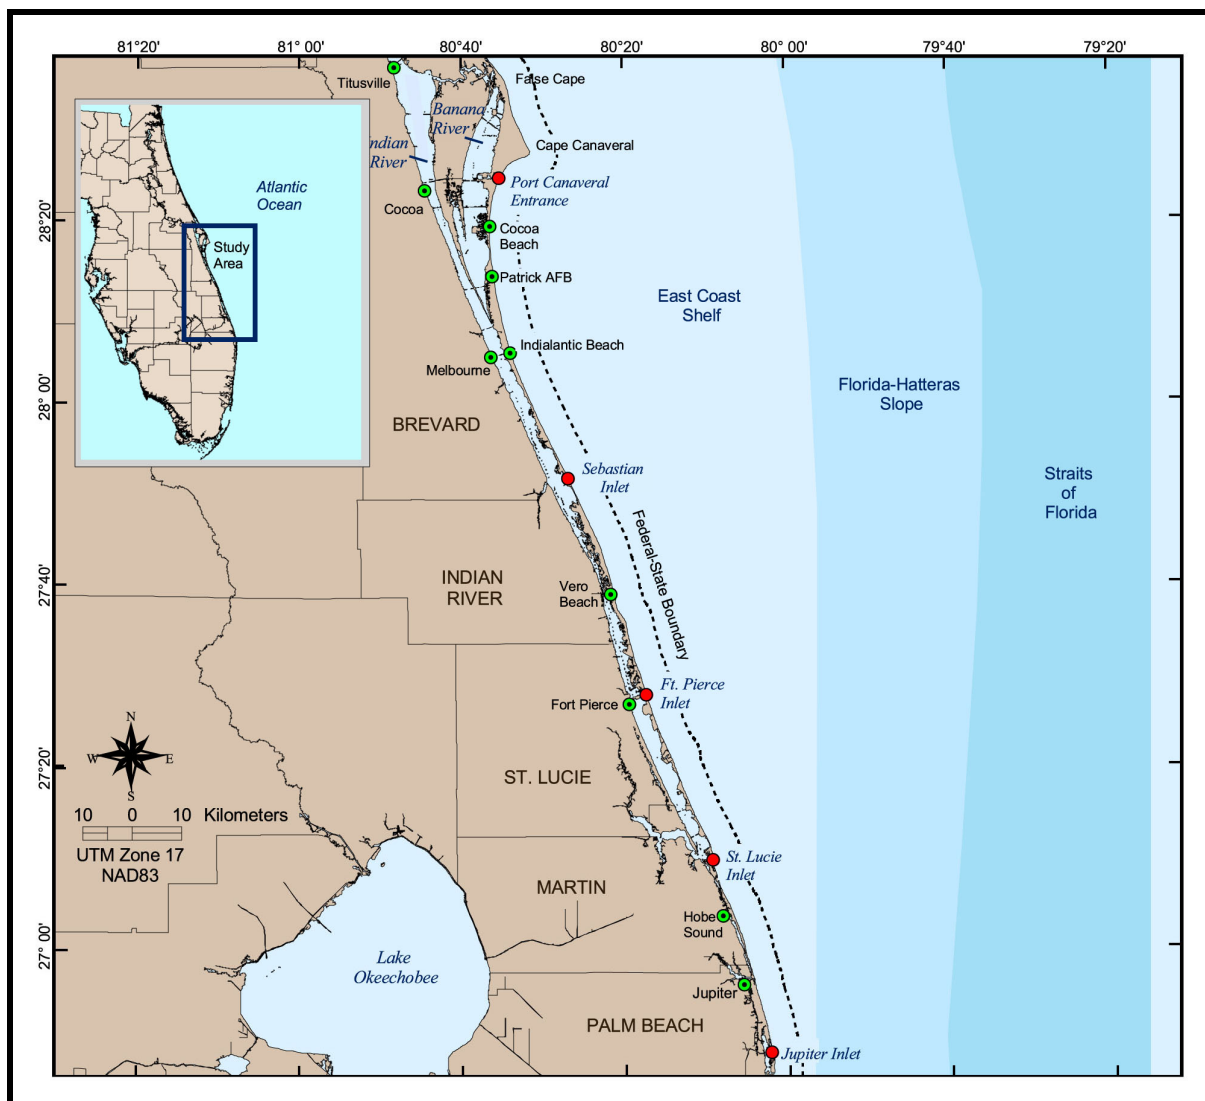 81°20'
81°00'
80°40'
80°20'
80°00'
79°40'
79°20'
Titusville
False Cape
Banana
River
Indian
River
Cape Canaveral
Port Canaveral
Entrance
Cocoa
Cocoa
Beach
Patrick AFB
Indialantic Beach
Melbourne
Atlantic
Ocean
Study
Area
28°20'
28°00'
27°40'
27°20'
27°00'
East Coast
Shelf
Florida-Hatteras
Slope
Straits
of
Florida
BREVARD
Sebastian
Inlet
Federal-State Boundary
INDIAN
RIVER
Vero
Beach
Ft. Pierce
Inlet
Fort Pierce
ST. LUCIE
N
W
E
S
10 0 10 Kilometers
UTM Zone 17
NAD83
St. Lucie
Inlet
MARTIN
Hobe
Sound
Lake
Okeechobee
Jupiter
PALM BEACH
Jupiter Inlet